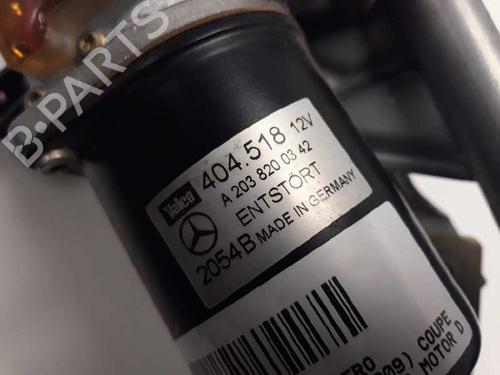 B-PARTS
Valeo 404.518 12V
A 203 820 03 42
ENTSTÖRT
2054B MADE IN GERMANY
COUPE
MOTOR D